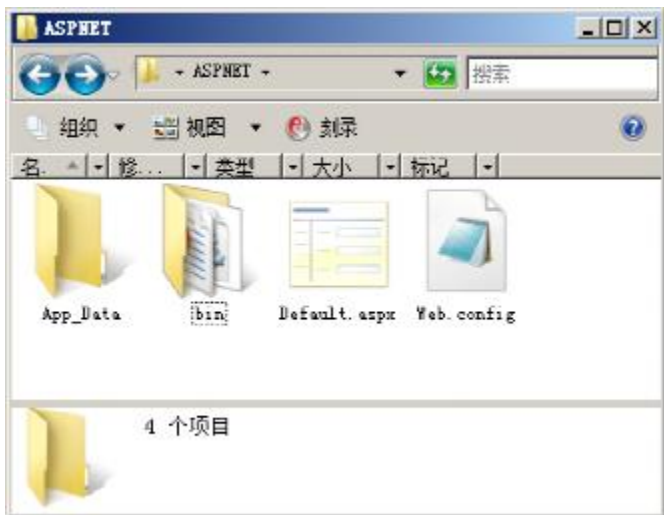 ASPNET
ASPNET
搜索
组织 视图 刻录
名. 修... 类型 大小 标记
App_Data bin Default.aspx Web.config
4 个项目